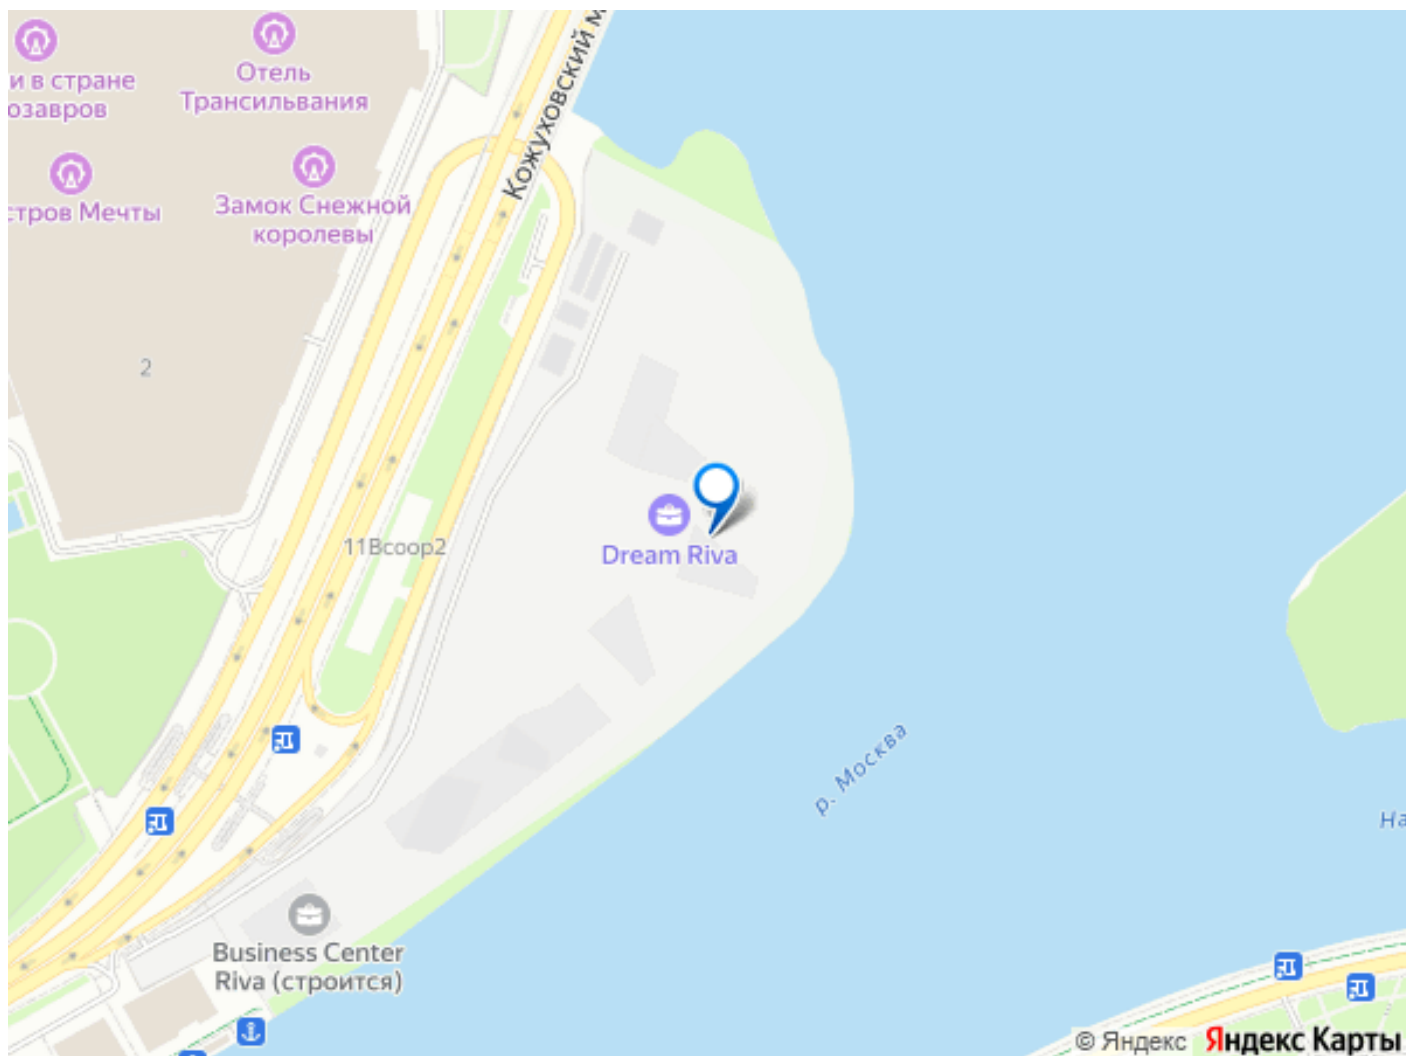 и в стране
озавров
Отель
Трансильвания
Кожуховский м
стров Мечты
Замок Снежной
королевы
2
11Всоор2
Dream Riva
р. Москва
На
Business Center
Riva (строится)
© Яндекс Яндекс Карты